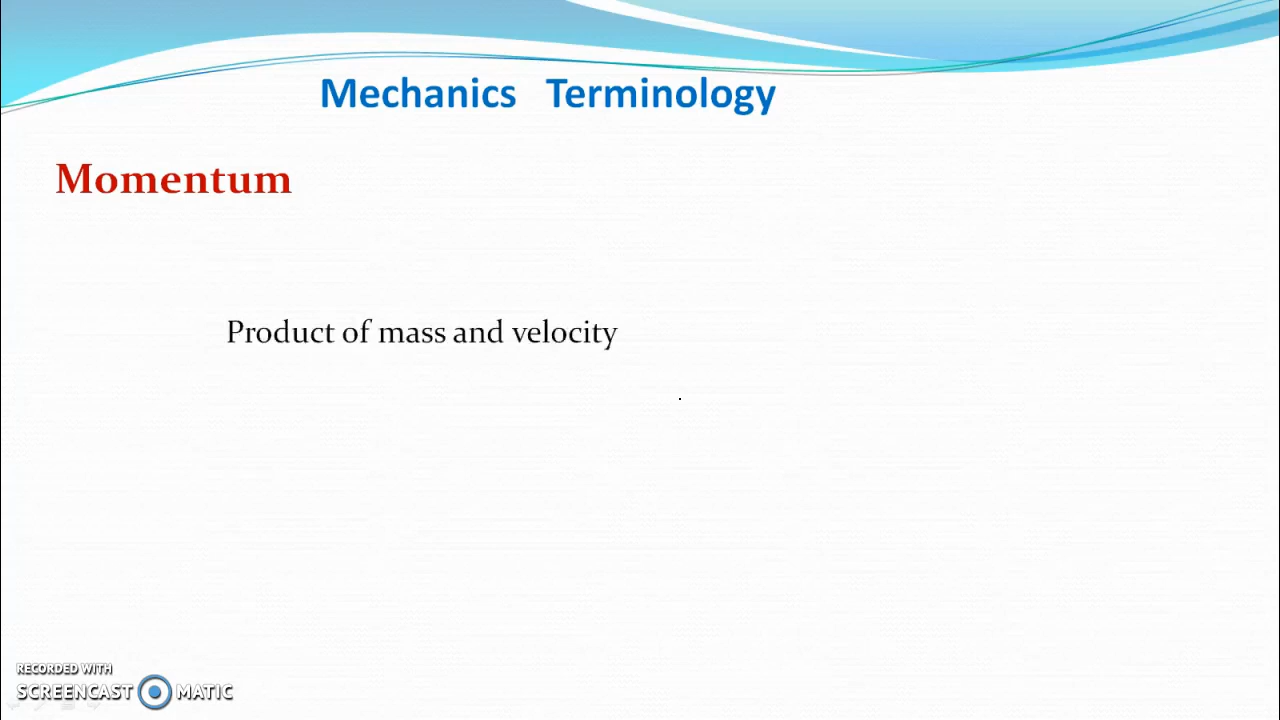 Mechanics Terminology
Momentum
Product of mass and velocity
RECORDED WITH
SCREENCAST MATIC